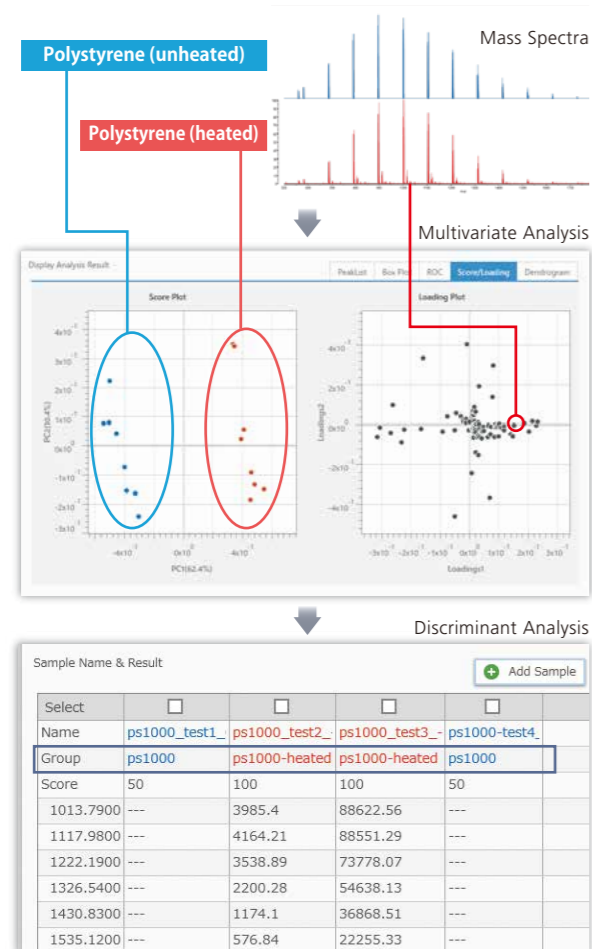 Mass Spectra
Polystyrene (unheated)
Polystyrene (heated)
Multivariate Analysis
Display Analysis Result
PeakList Box Plot ROC Score/Loading Dendrogram
Score Plot
Loading Plot
PC2(10.4%)
PC1(62.4%)
Loadings2
Loadings1
Discriminant Analysis
Sample Name & Result
Add Sample
Select
Name ps1000_test1_ ps1000_test2_- ps1000_test3_- ps1000-test4_
Group ps1000 ps1000-heated ps1000-heated ps1000
Score 50 100 100 50
1013.7900 --- 3985.4 88622.56 ---
1117.9800 --- 4164.21 88551.29 ---
1222.1900 --- 3538.89 73778.07 ---
1326.5400 --- 2200.28 54638.13 ---
1430.8300 --- 1174.1 36868.51 ---
1535.1200 --- 576.84 22255.33 ---